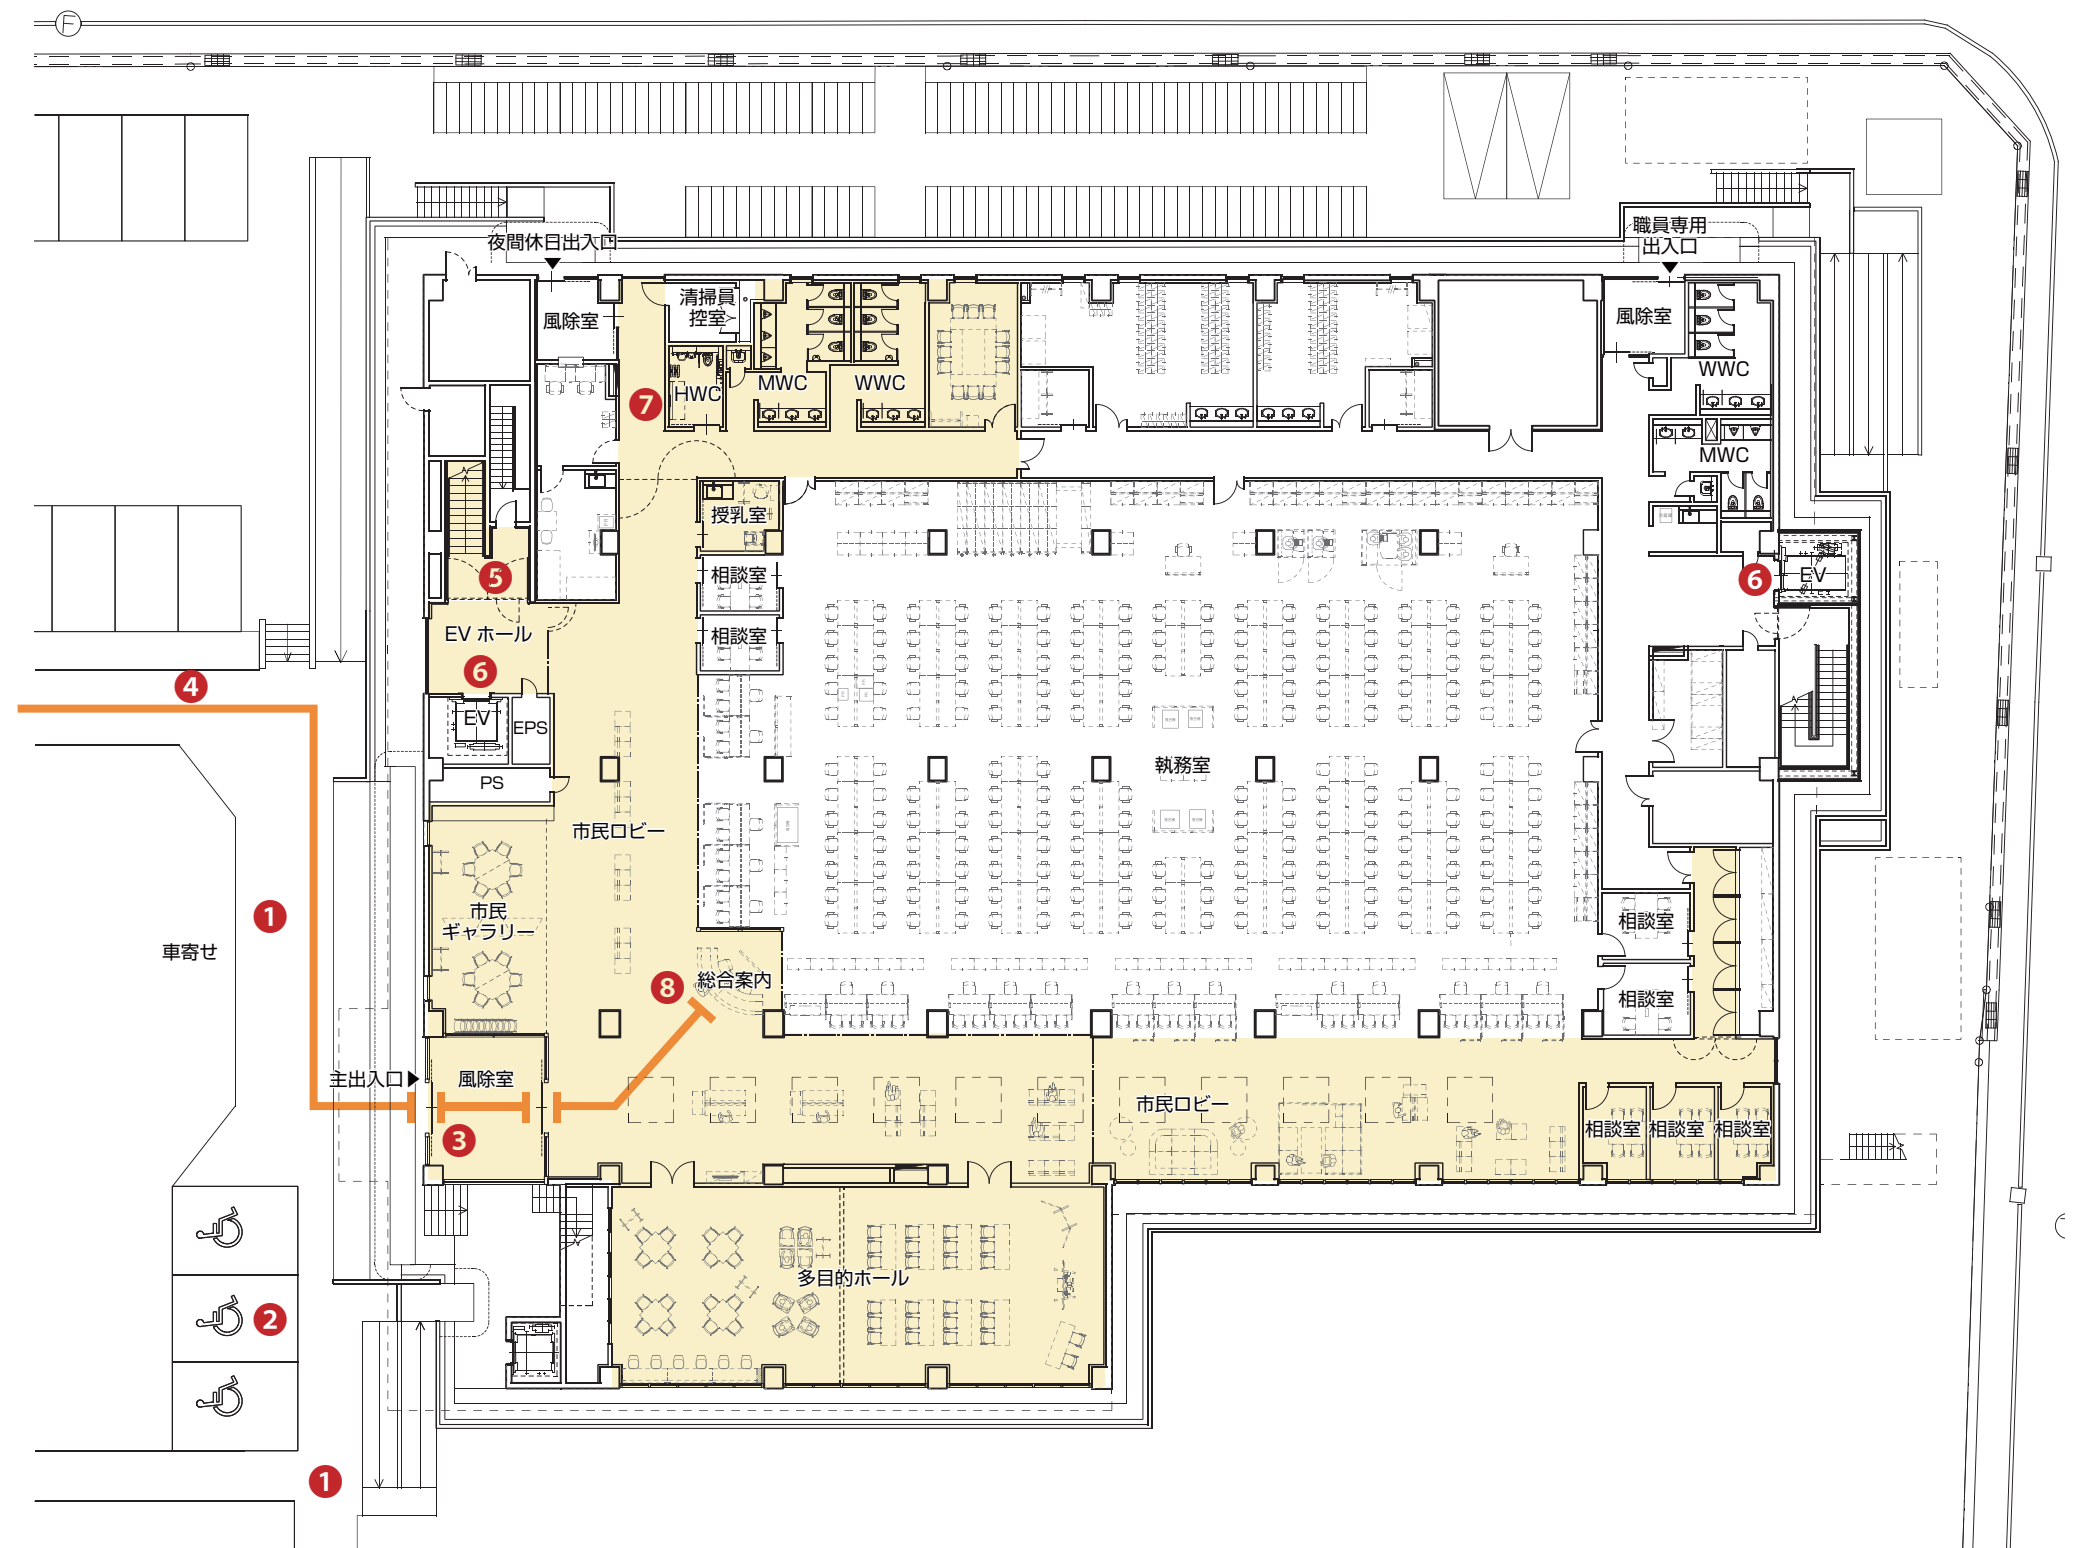 F
夜間休日出入口
職員専用
出入口
清掃員
控室
風除室
風除室
HWC
MWC
WWC
WWC
7
MWC
授乳室
相談室
5
6
EV
EV ホール
相談室
6
4
EV
EPS
執務室
PS
市民ロビー
市民
ギャラリー
1
相談室
車寄せ
8
総合案内
相談室
主出入口
風除室
市民ロビー
3
相談室
相談室
相談室
多目的ホール
2
1